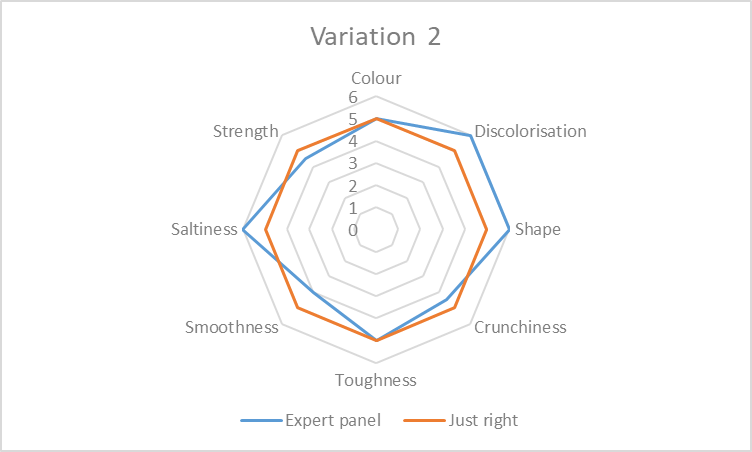 Variation 2
Colour
6
5
4
3
2
1
0
Strength
Discolorisation
Saltiness
Shape
Smoothness
Crunchiness
Toughness
Expert panel
Just right